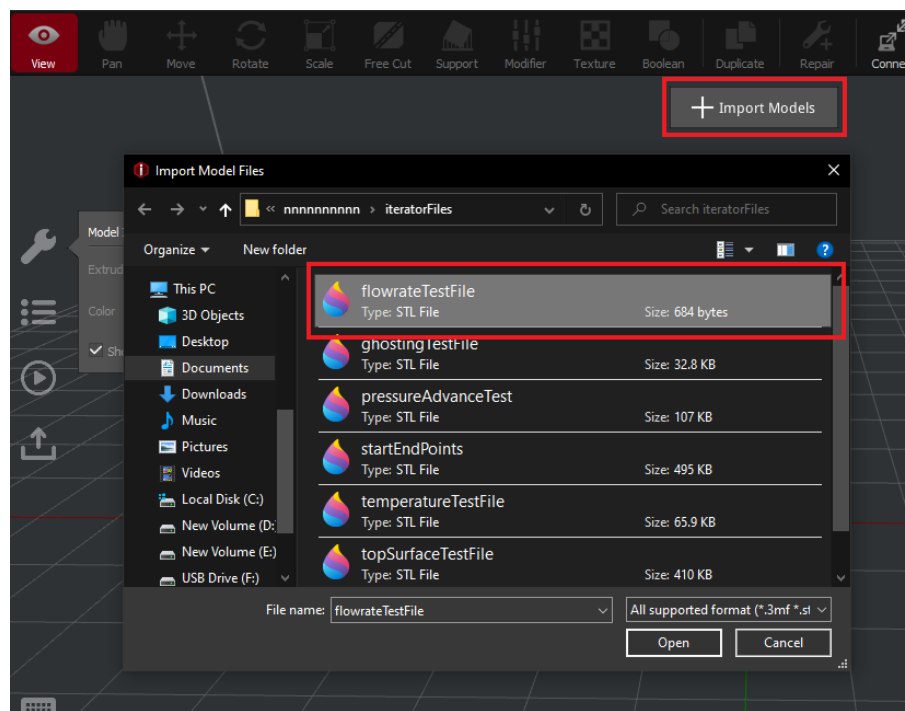 View Pan Move Rotate Scale Free Cut Support Modifier Texture Boolean Duplicate Repair Conne
Import Models
Import Model Files
nnnnnnnnnn iteratorFiles
Search iteratorFiles
Organize New folder
Model
Extrud
Color
Sh
This PC
3D Objects
Desktop
Documents
Downloads
Music
Pictures
Videos
Local Disk (C:)
New Volume (D:
New Volume (E:)
USB Drive (F:)
flowrateTestFile
Type: STL File Size: 684 bytes
ghostingTestFile
Type: STL File Size: 32.8 KB
pressureAdvanceTest
Type: STL File Size: 107 KB
startEndPoints
Type: STL File Size: 495 KB
temperatureTestFile
Type: STL File Size: 65.9 KB
topSurfaceTestFile
Type: STL File Size: 410 KB
File name: flowrateTestFile All supported format (*.3mf *.st
Open Cancel